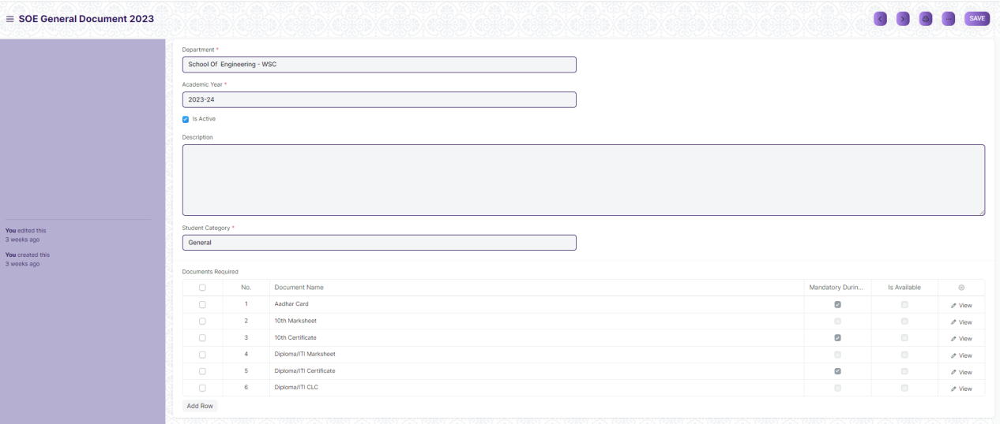 SOE General Document 2023
SAVE
Department *
School Of Engineering - WSC
Academic Year *
2023-24
Is Active
Description
You edited this
3 weeks ago
You created this
3 weeks ago
Student Category *
General
Documents Required
No. Document Name Mandatory Durin... Is Available
1 Aadhar Card View
2 10th Marksheet View
3 10th Certificate View
4 Diploma/ITI Marksheet View
5 Diploma/ITI Certificate View
6 Diploma/ITI CLC View
Add Row